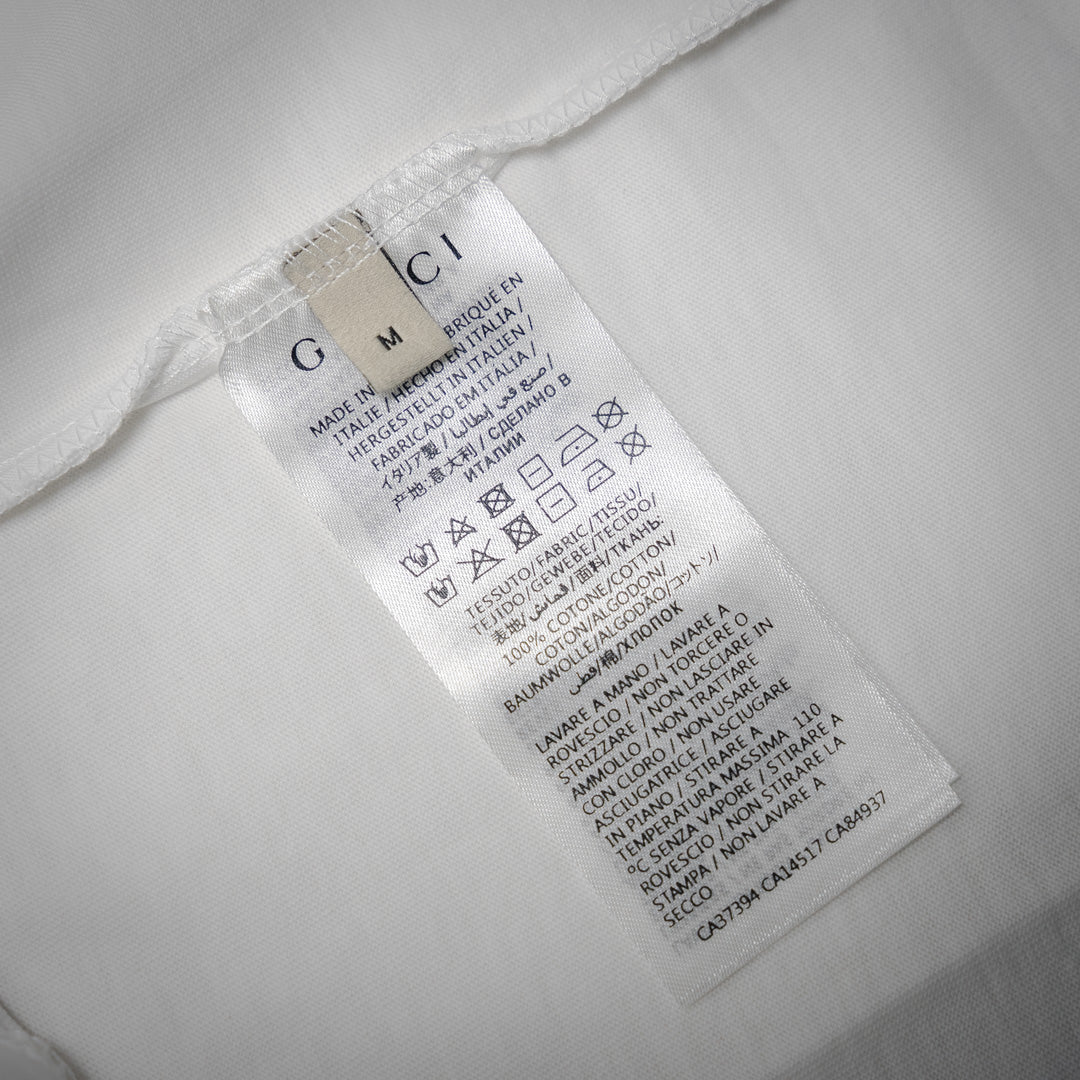 G CI
M
MADE IN BRIQUÉ EN
ITALIE / HECHO EN ITALIA /
HERGESTELLT IN ITALIEN /
FABRICADO EM ITALIA /
イタリア製 / صنع في إيطاليا /
产地:意大利 / СДЕЛАНО В
ИТАЛИИ
TESSUTO/FABRIC/TISSU/
TEJIDO/GEWEBE/TECIDO/
表地/قماش/面料/ТКАНЬ:
100% COTONE/COTTON/
COTON/ALGODON/
BAUMWOLLE/ALGODÃO/コットン/
قطن/棉/ХЛОПОК
LAVARE A MANO / LAVARE A
ROVESCIO / NON TORCERE O
STRIZZARE / NON LASCIARE IN
AMMOLLO / NON TRATTARE
CON CLORO / NON USARE
ASCIUGATRICE / ASCIUGARE
IN PIANO / STIRARE A
TEMPERATURA MASSIMA 110
ºC SENZA VAPORE / STIRARE A
ROVESCIO / NON STIRARE LA
STAMPA / NON LAVARE A
SECCO
CA37394 CA14517 CA84937